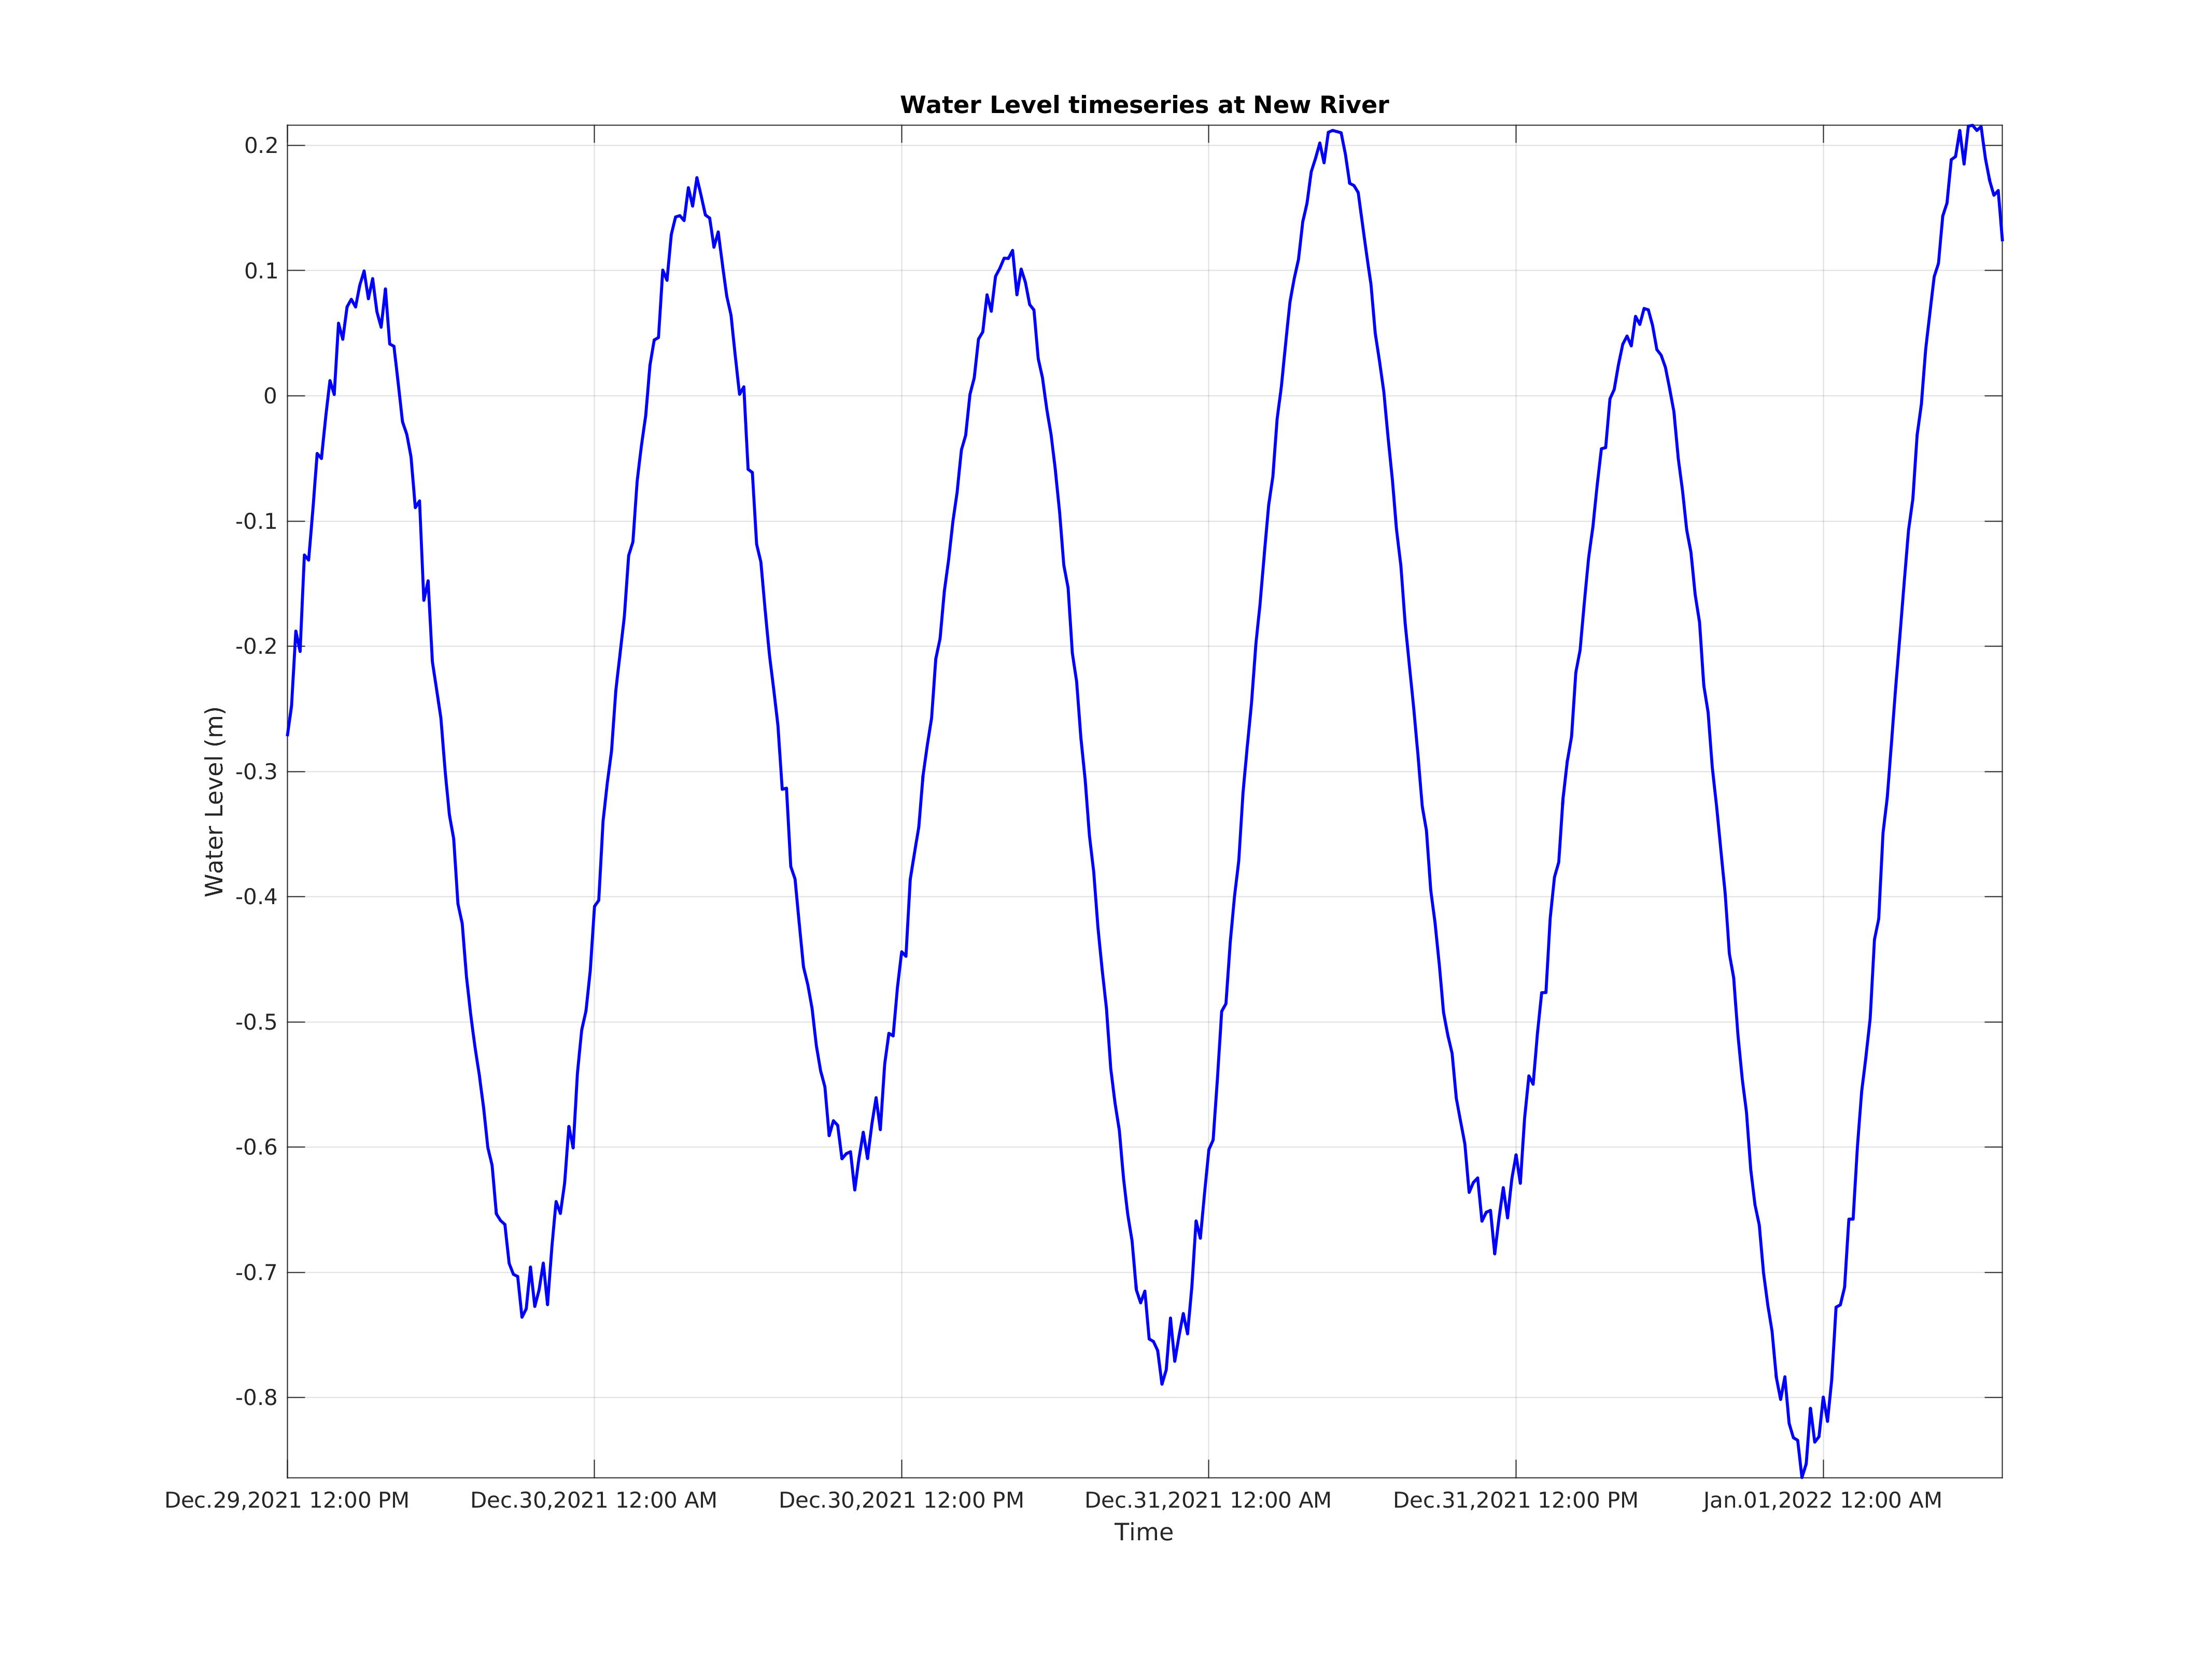 Water Level timeseries at New River
0.2
0.1
0
-0.1
-0.2
-0.3
-0.4
-0.5
-0.6
-0.7
-0.8
Water Level (m)
Dec.29,2021 12:00 PM Dec.30,2021 12:00 AM Dec.30,2021 12:00 PM Dec.31,2021 12:00 AM Dec.31,2021 12:00 PM Jan.01,2022 12:00 AM
Time